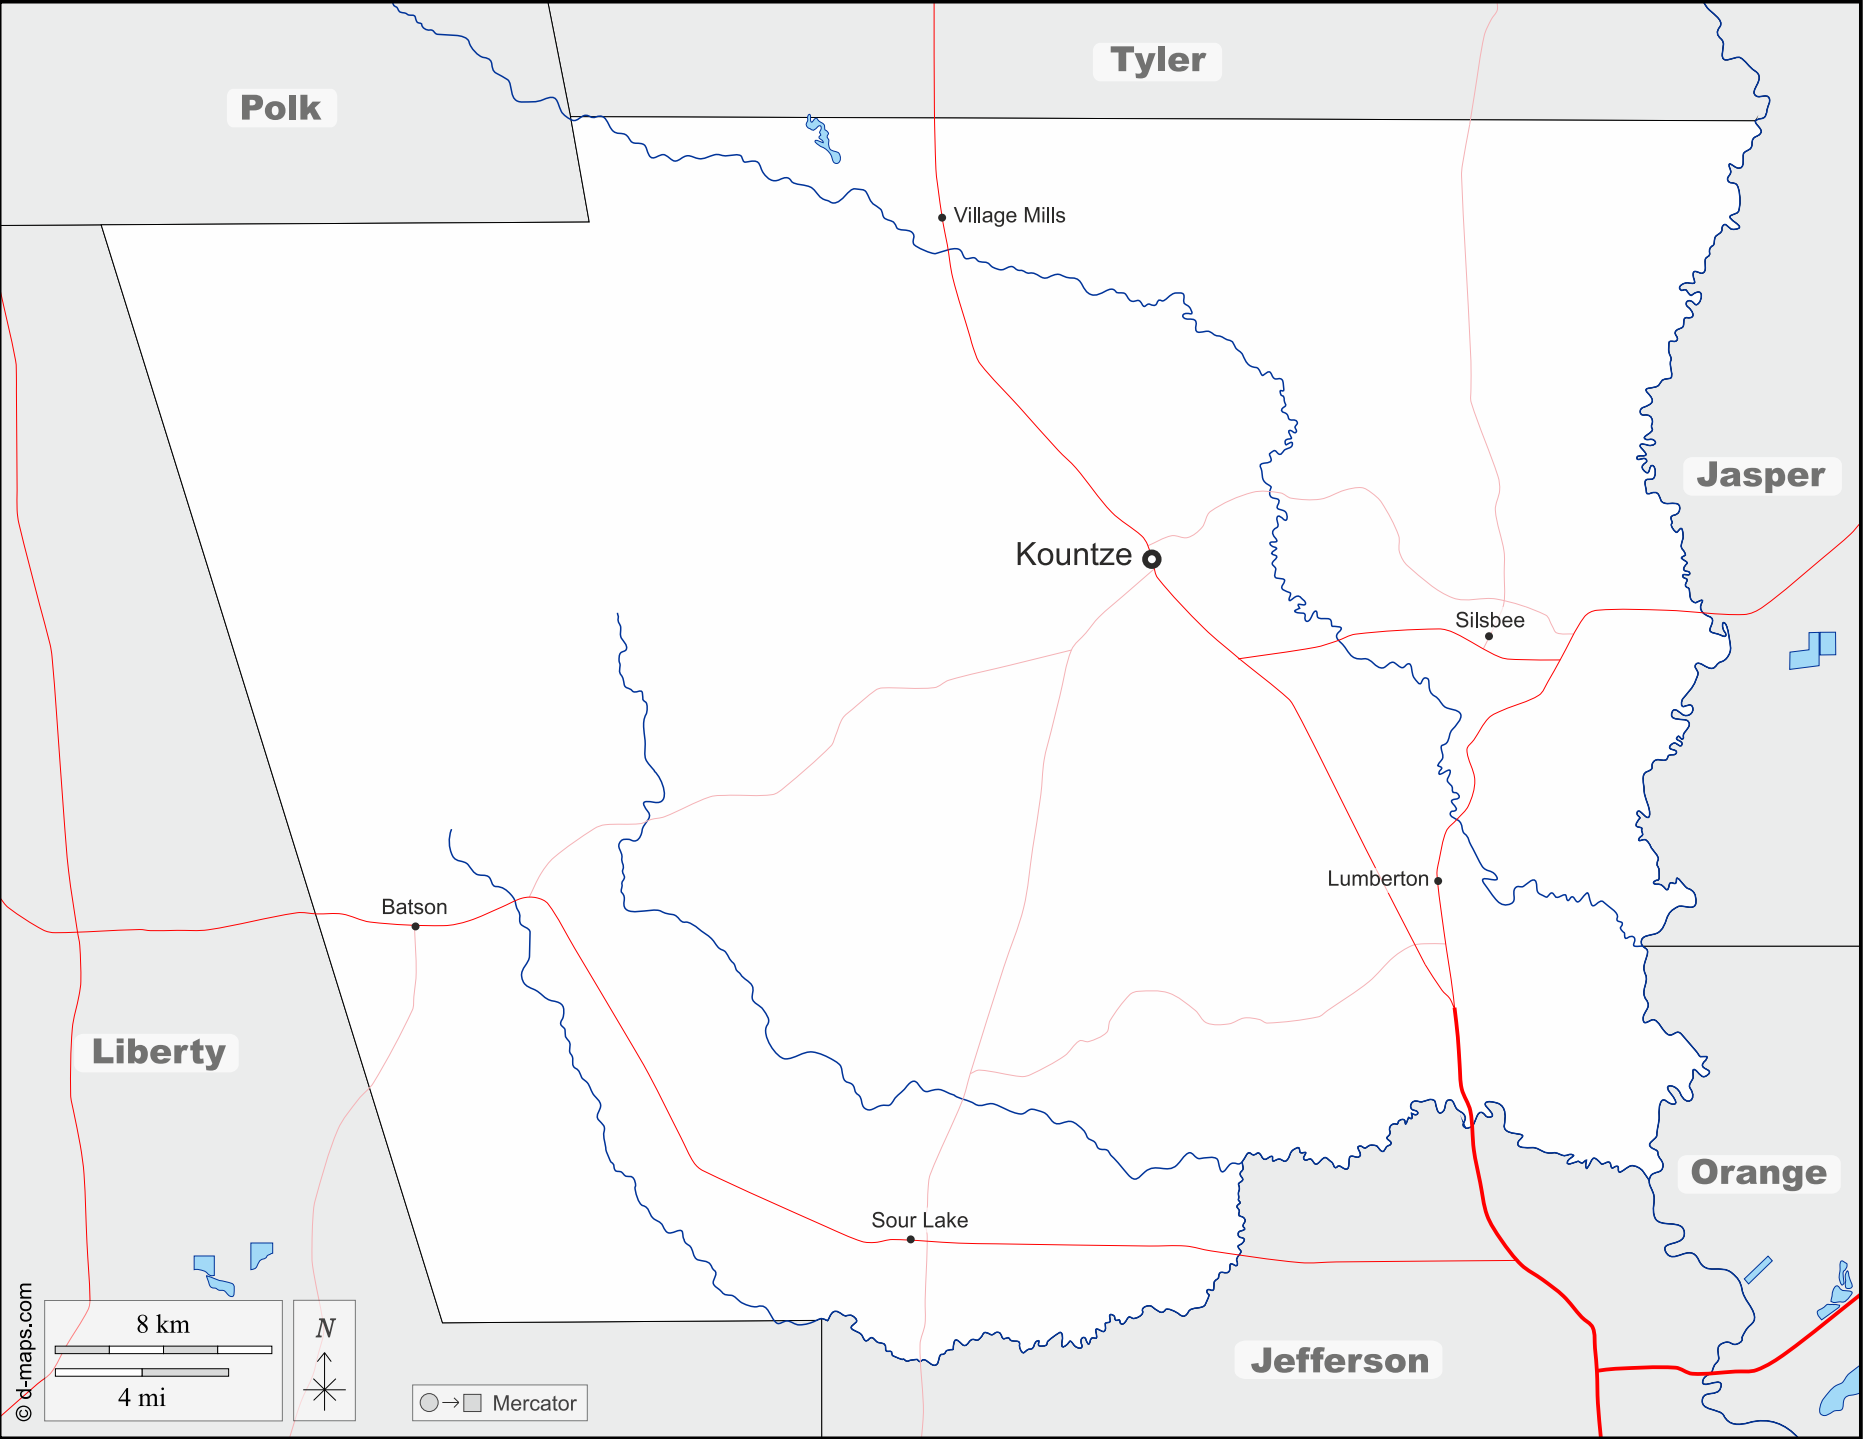 Tyler
Polk
Village Mills
Jasper
Kountze
Silsbee
Lumberton
Batson
Liberty
Orange
Sour Lake
Jefferson
© d-maps.com
8 km
4 mi
N
Mercator